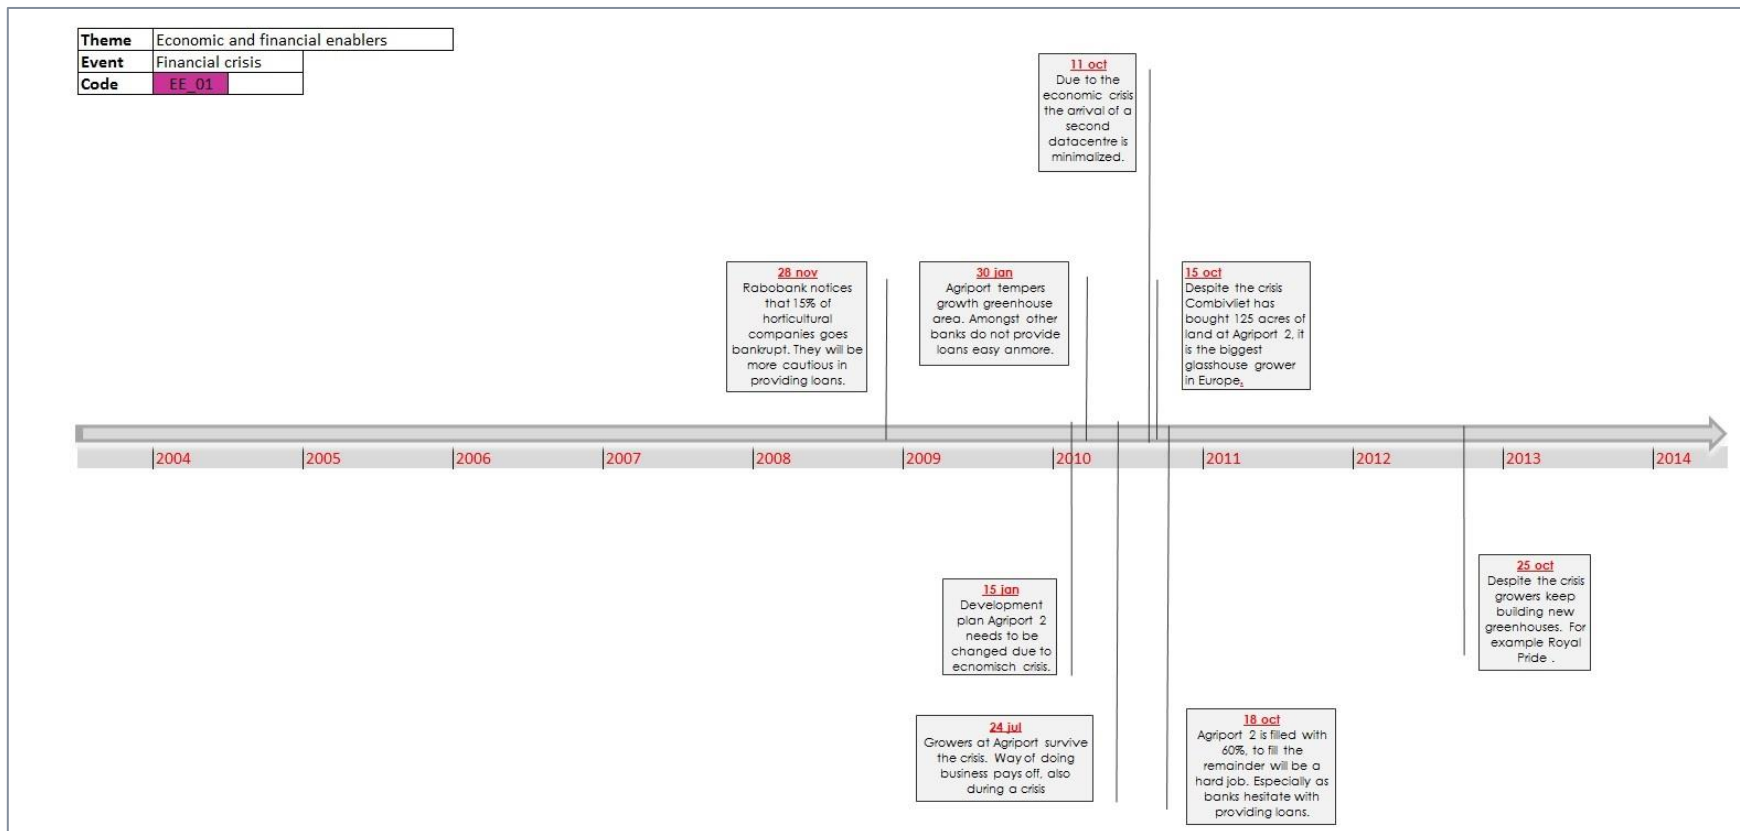 Theme Economic and financial enablers
Event Financial crisis
Code EE_01
11 oct
Due to the
economic crisis
the arrival of a
second
datacentre is
minimalized.
28 nov
Rabobank notices
that 15% of
horticultural
companies goes
bankrupt. They will be
more cautious in
providing loans.
30 jan
Agriport tempers
growth greenhouse
area. Amongst other
banks do not provide
loans easy anmore.
15 oct
Despite the crisis
Combivliet has
bought 125 acres of
land at Agriport 2, it
is the biggest
glasshouse grower
in Europe.
2004 2005 2006 2007 2008 2009 2010 2011 2012 2013 2014
15 jan
Development
plan Agriport 2
needs to be
changed due to
ecnomisch crisis.
25 oct
Despite the crisis
growers keep
building new
greenhouses. For
example Royal
Pride .
24 jul
Growers at Agriport survive
the crisis. Way of doing
business pays off, also
during a crisis
18 oct
Agriport 2 is filled with
60%, to fill the
remainder will be a
hard job. Especially as
banks hesitate with
providing loans.